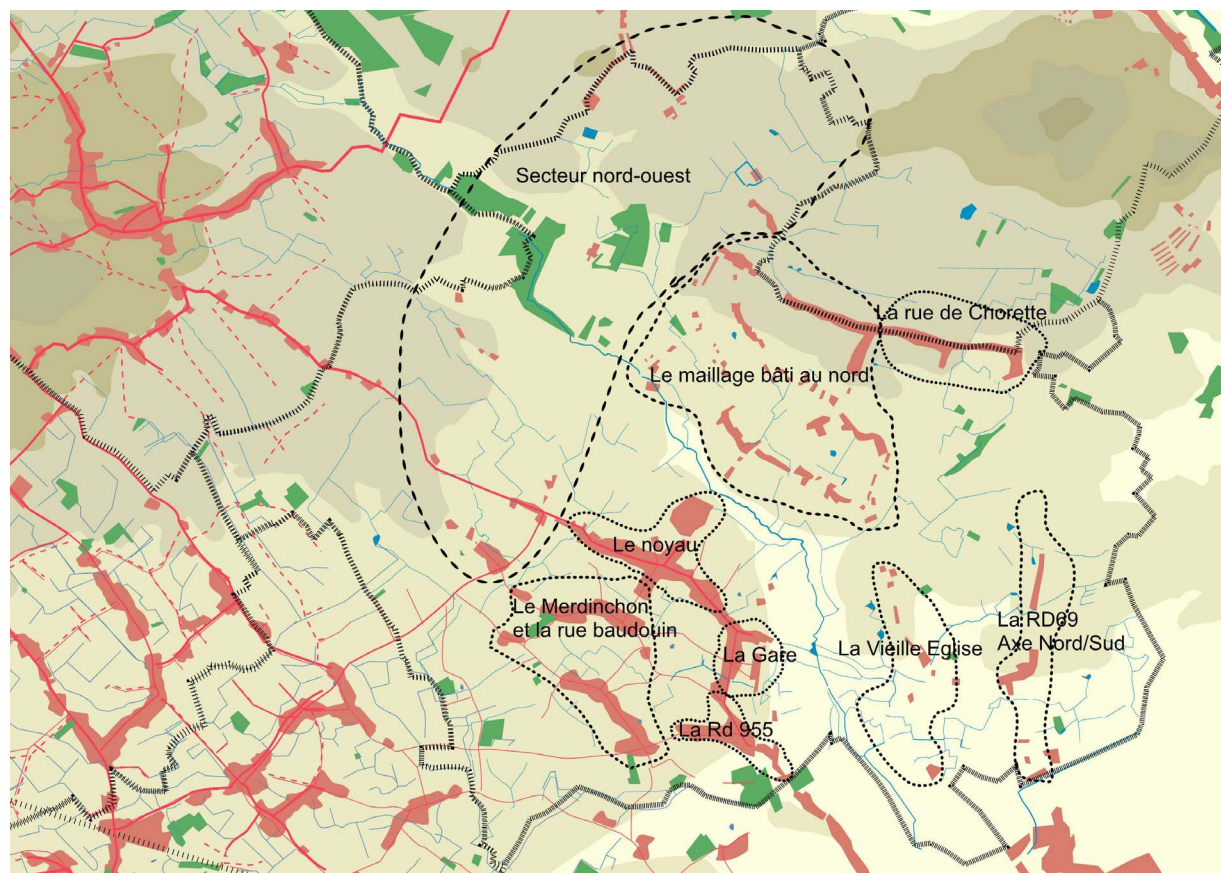 Secteur nord-ouest
La rue de Chorette
Le maillage bâti au nord
Le noyau
Le Merdinchon
et la rue baudouin
La Gare
La Vieille Eglise
La RD69
Axe Nord/Sud
La Rd 955